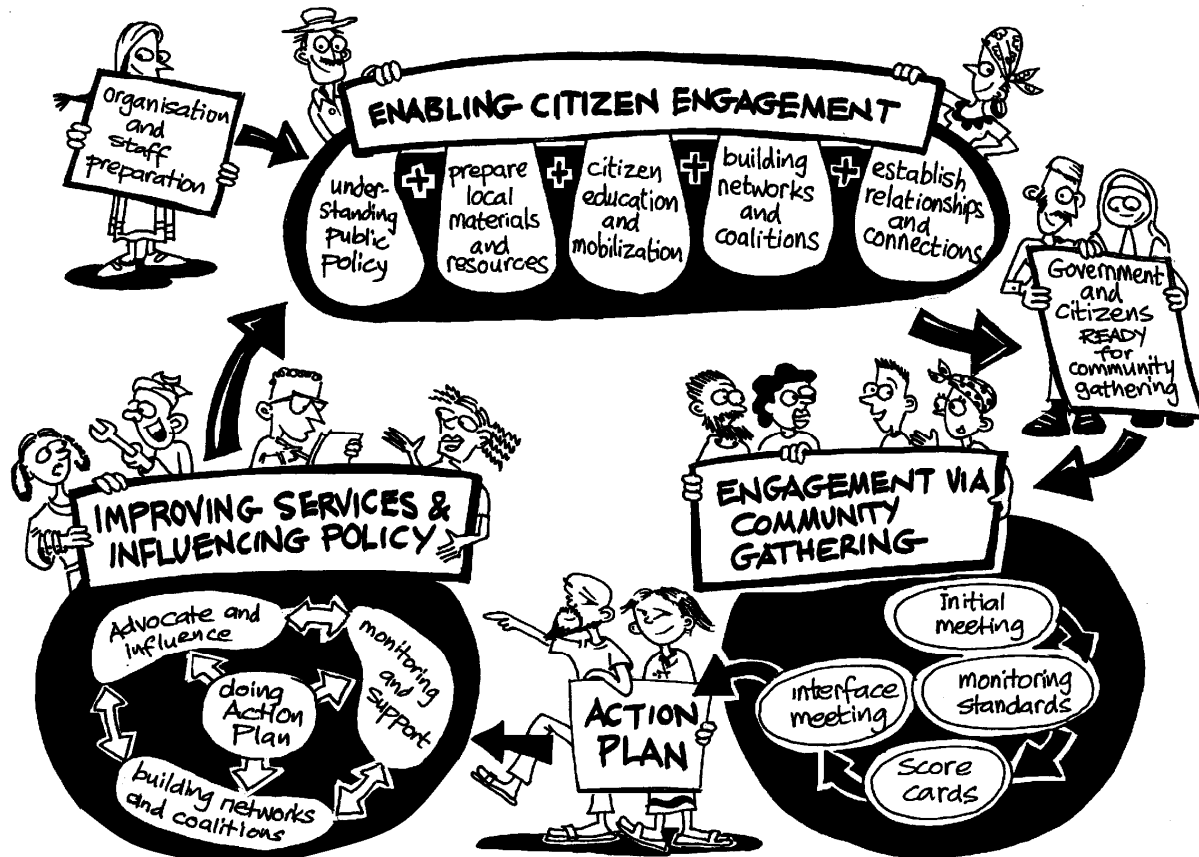 organisation
and
staff
preparation
ENABLING CITIZEN ENGAGEMENT
under-
standing
Public
Policy
+
prepare
local
materials
and
resources
+
citizen
education
and
mobilization
+
building
networks
and
coalitions
+
establish
relationships
and
connections
Government
and
Citizens
READY
for
community
gathering
ENGAGEMENT VIA
COMMUNITY
GATHERING
Initial
meeting
monitoring
standards
Score
cards
interface
meeting
ACTION
PLAN
IMPROVING SERVICES &
INFLUENCING POLICY
Advocate and
influence
monitoring
and
support
doing
Action
Plan
building networks
and coalitions